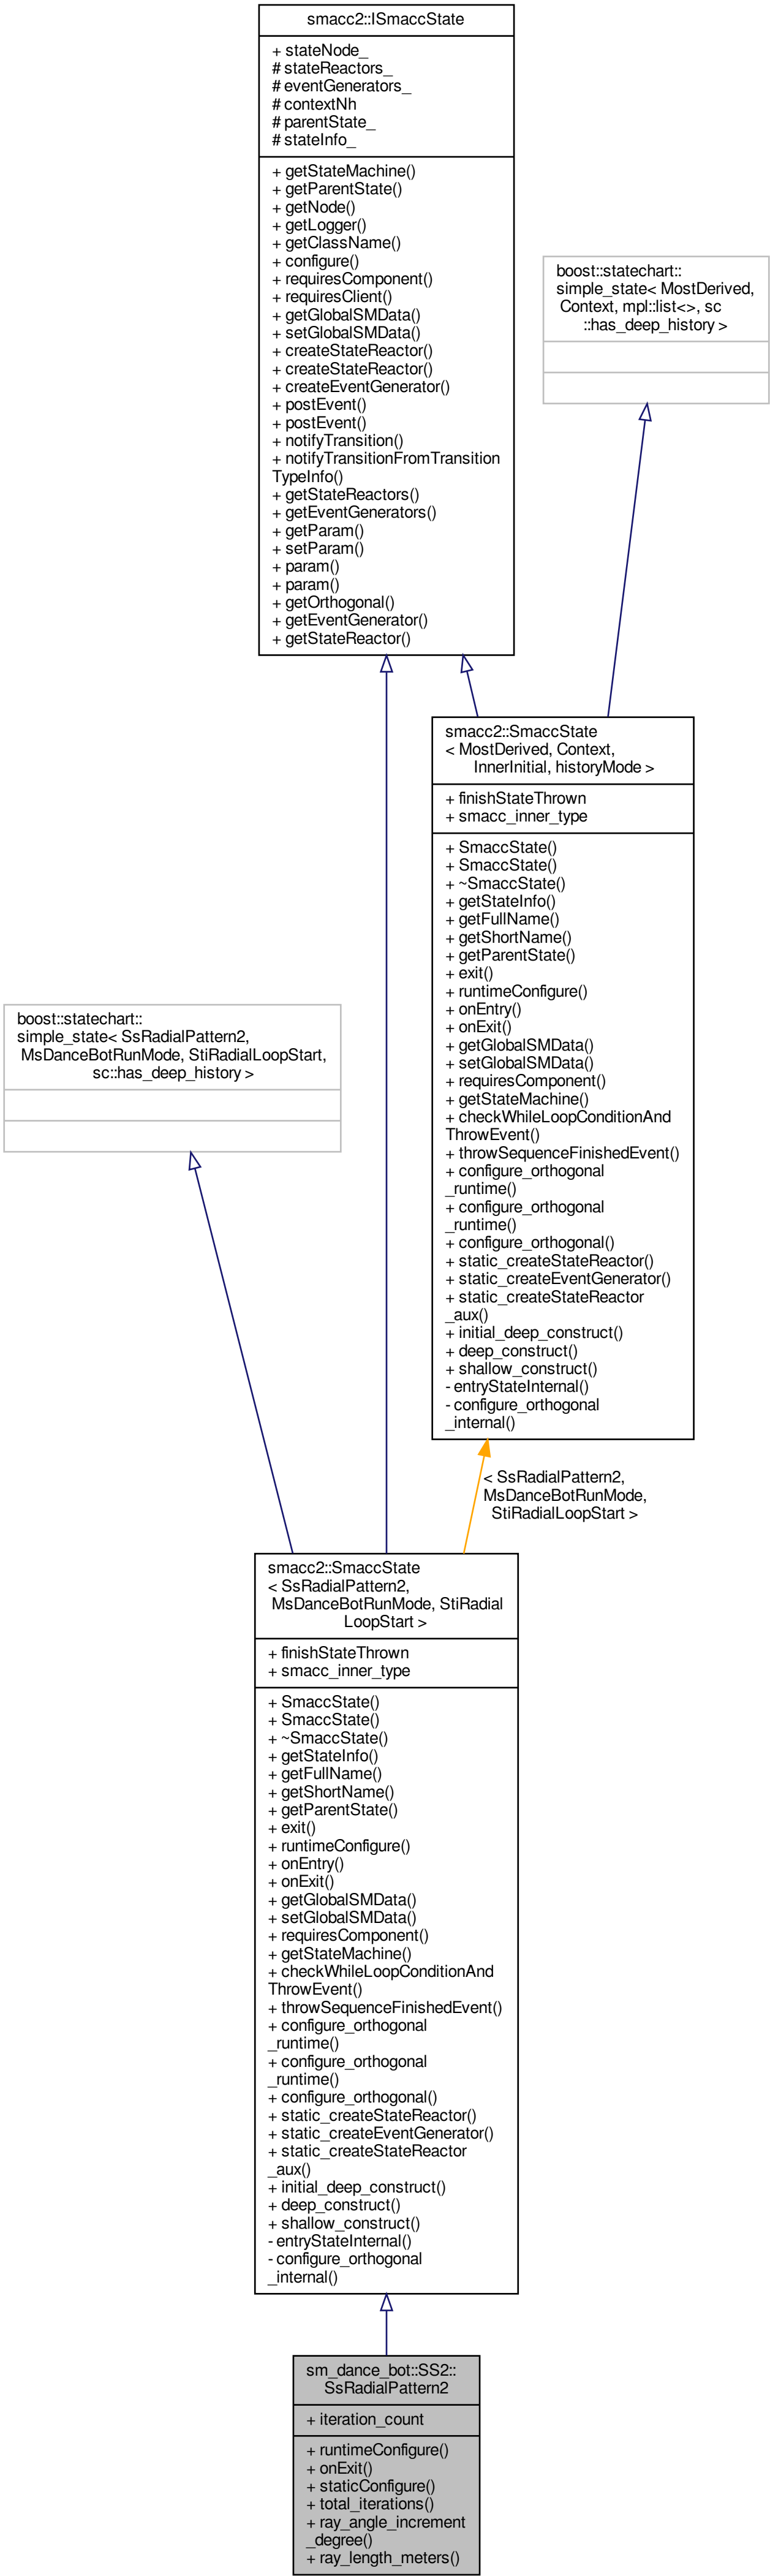 smacc2::ISmaccState
+ stateNode_
# stateReactors_
# eventGenerators_
# contextNh
# parentState_
# stateInfo_
+ getStateMachine()
+ getParentState()
+ getNode()
+ getLogger()
+ getClassName()
+ configure()
+ requiresComponent()
+ requiresClient()
+ getGlobalSMData()
+ setGlobalSMData()
+ createStateReactor()
+ createStateReactor()
+ createEventGenerator()
+ postEvent()
+ postEvent()
+ notifyTransition()
+ notifyTransitionFromTransition
TypeInfo()
+ getStateReactors()
+ getEventGenerators()
+ getParam()
+ setParam()
+ param()
+ param()
+ getOrthogonal()
+ getEventGenerator()
+ getStateReactor()
boost::statechart::
simple_state< MostDerived,
Context, mpl::list<>, sc
::has_deep_history >
smacc2::SmaccState
< MostDerived, Context,
InnerInitial, historyMode >
+ finishStateThrown
+ smacc_inner_type
+ SmaccState()
+ SmaccState()
+ ~SmaccState()
+ getStateInfo()
+ getFullName()
+ getShortName()
+ getParentState()
+ exit()
+ runtimeConfigure()
+ onEntry()
+ onExit()
+ getGlobalSMData()
+ setGlobalSMData()
+ requiresComponent()
+ getStateMachine()
+ checkWhileLoopConditionAnd
ThrowEvent()
+ throwSequenceFinishedEvent()
+ configure_orthogonal
_runtime()
+ configure_orthogonal
_runtime()
+ configure_orthogonal()
+ static_createStateReactor()
+ static_createEventGenerator()
+ static_createStateReactor
_aux()
+ initial_deep_construct()
+ deep_construct()
+ shallow_construct()
- entryStateInternal()
- configure_orthogonal
_internal()
boost::statechart::
simple_state< SsRadialPattern2,
MsDanceBotRunMode, StiRadialLoopStart,
sc::has_deep_history >
< SsRadialPattern2,
MsDanceBotRunMode,
StiRadialLoopStart >
smacc2::SmaccState
< SsRadialPattern2,
MsDanceBotRunMode, StiRadial
LoopStart >
+ finishStateThrown
+ smacc_inner_type
+ SmaccState()
+ SmaccState()
+ ~SmaccState()
+ getStateInfo()
+ getFullName()
+ getShortName()
+ getParentState()
+ exit()
+ runtimeConfigure()
+ onEntry()
+ onExit()
+ getGlobalSMData()
+ setGlobalSMData()
+ requiresComponent()
+ getStateMachine()
+ checkWhileLoopConditionAnd
ThrowEvent()
+ throwSequenceFinishedEvent()
+ configure_orthogonal
_runtime()
+ configure_orthogonal
_runtime()
+ configure_orthogonal()
+ static_createStateReactor()
+ static_createEventGenerator()
+ static_createStateReactor
_aux()
+ initial_deep_construct()
+ deep_construct()
+ shallow_construct()
- entryStateInternal()
- configure_orthogonal
_internal()
sm_dance_bot::SS2::
SsRadialPattern2
+ iteration_count
+ runtimeConfigure()
+ onExit()
+ staticConfigure()
+ total_iterations()
+ ray_angle_increment
_degree()
+ ray_length_meters()